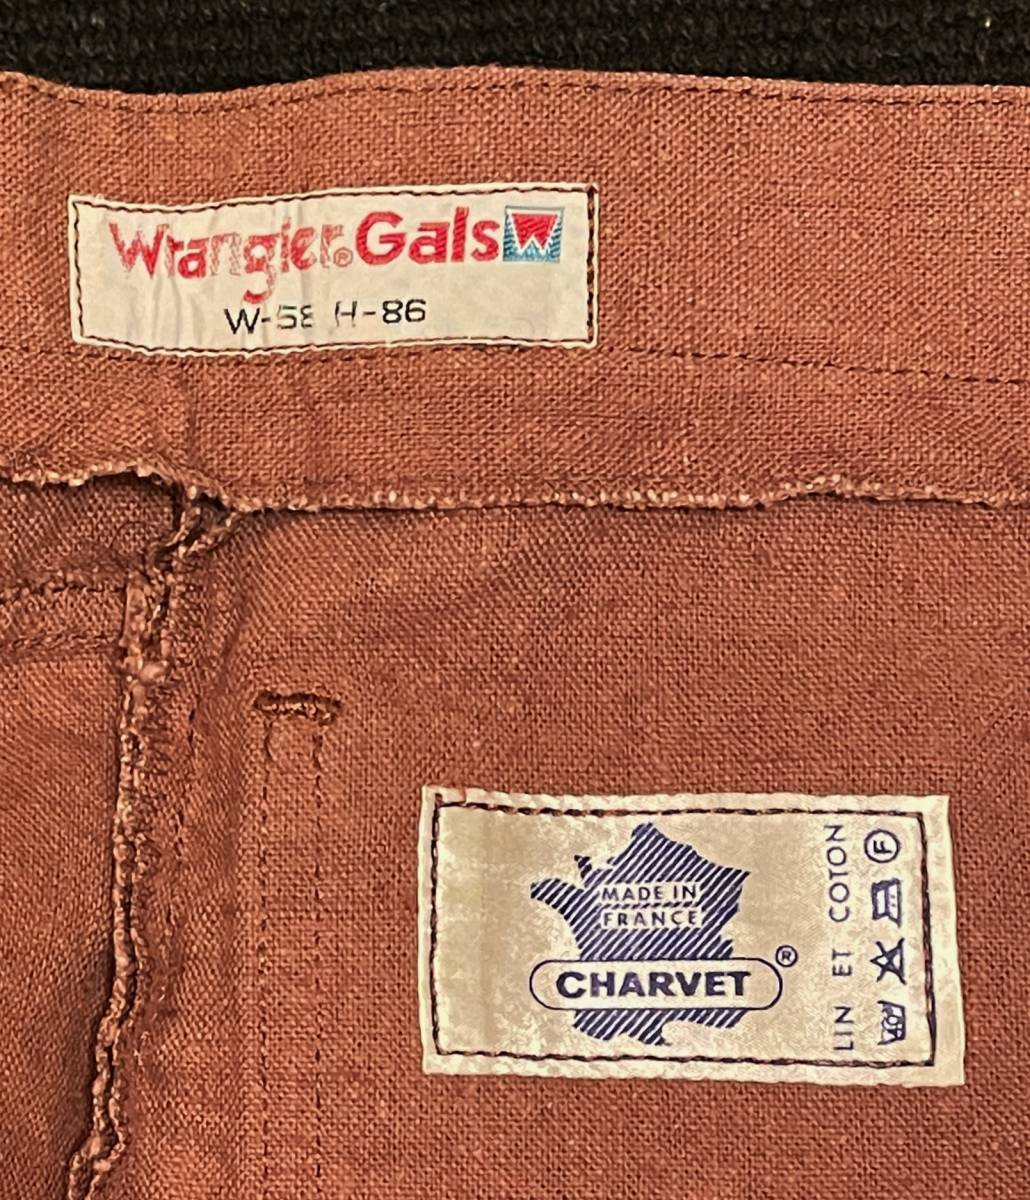 Wrangler® Gals W
W-58 H-86
MADE IN
FRANCE
CHARVET®
LIN ET COTON
F